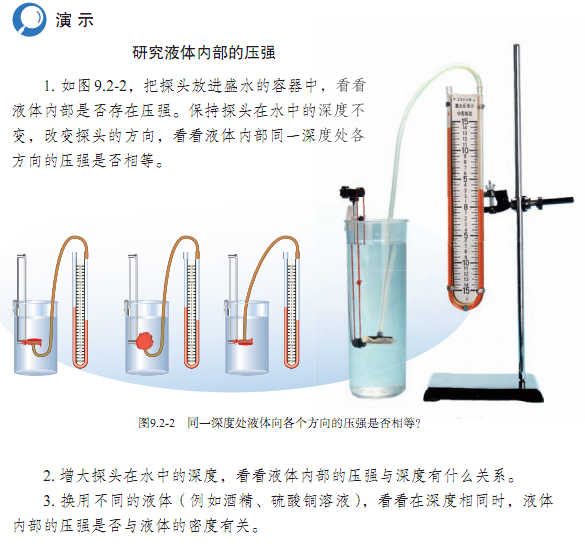 演示
研究液体内部的压强
1. 如图9.2-2，把探头放进盛水的容器中，看看
液体内部是否存在压强。保持探头在水中的深度不
变，改变探头的方向，看看液体内部同一深度处各
方向的压强是否相等。
图9.2-2 同一深度处液体向各个方向的压强是否相等？
2. 增大探头在水中的深度，看看液体内部的压强与深度有什么关系。
3. 换用不同的液体（例如酒精、硫酸铜溶液），看看在深度相同时，液体
内部的压强是否与液体的密度有关。